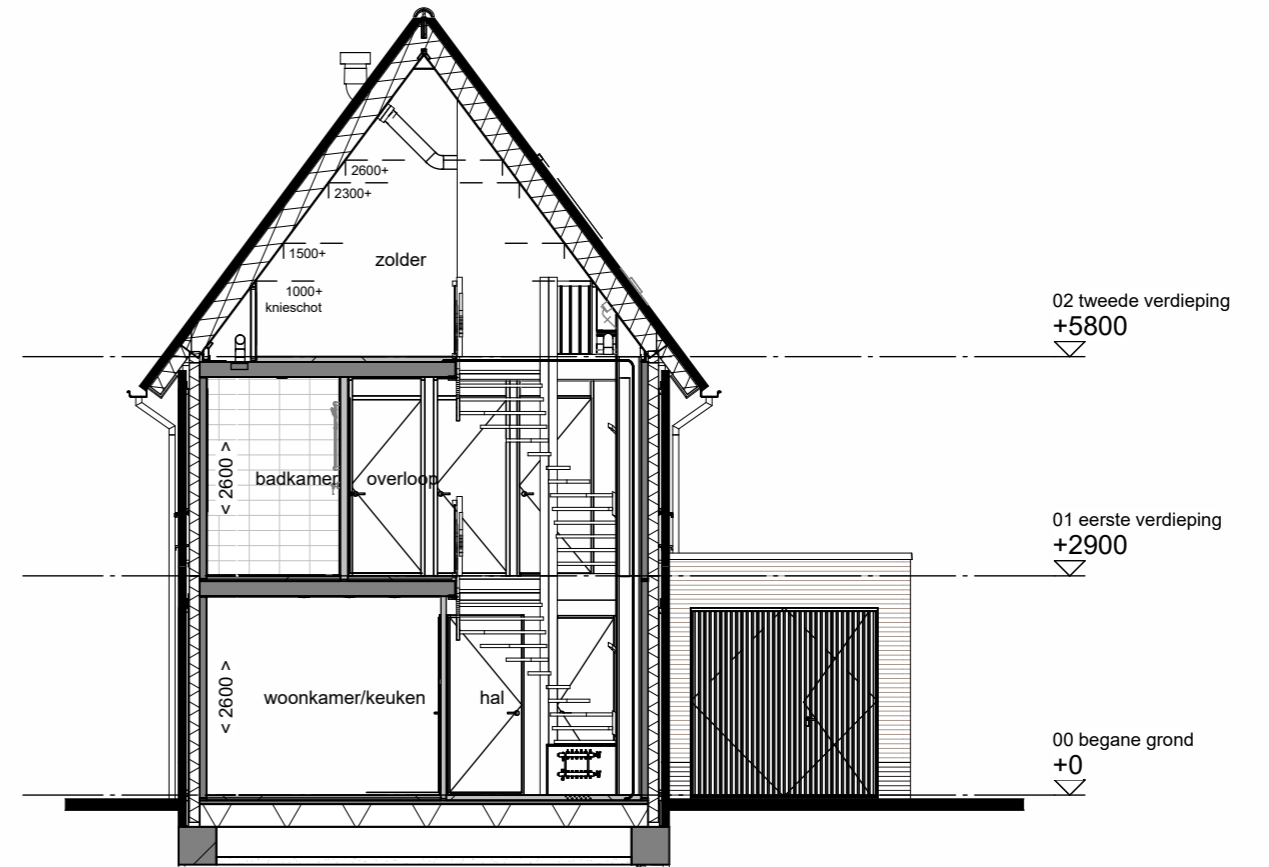 2600+
2300+
1500+
zolder
1000+
knieschot
02 tweede verdieping
+5800
< 2600 >
badkamer
overloop
01 eerste verdieping
+2900
< 2600 >
woonkamer/keuken
hal
00 begane grond
+0